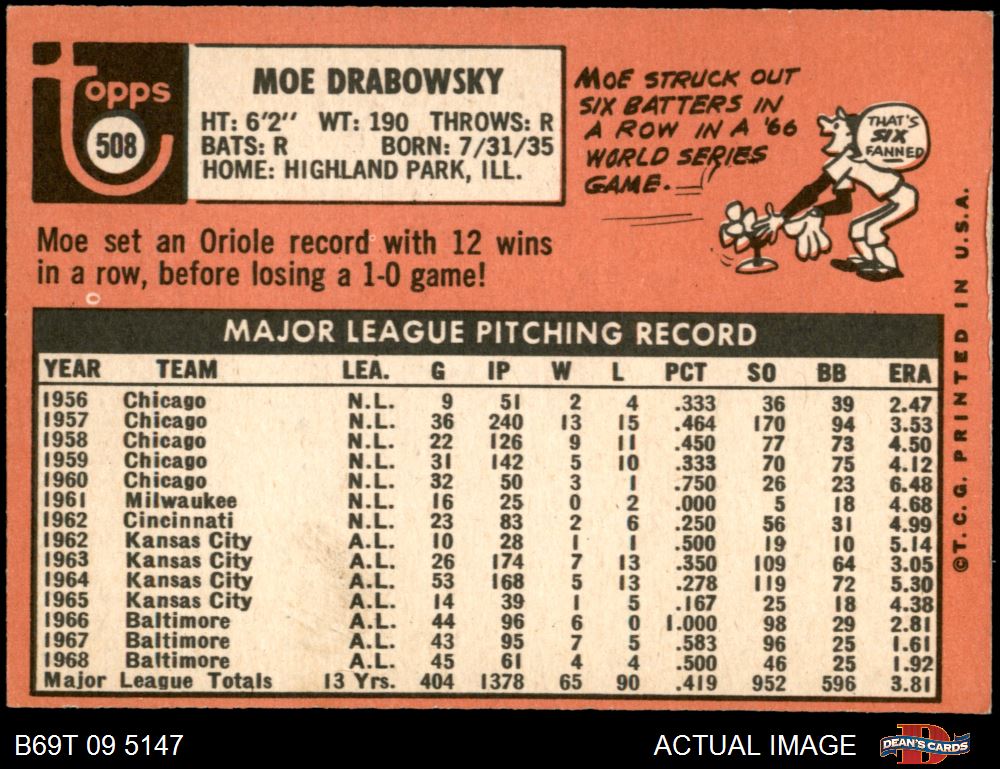 topps
508
MOE DRABOWSKY
HT: 6'2" WT: 190 THROWS: R
BATS: R BORN: 7/31/35
HOME: HIGHLAND PARK, ILL.
MOE STRUCK OUT
SIX BATTERS IN
A ROW IN A '66
WORLD SERIES
GAME.
THAT'S
SIX
FANNED
Moe set an Oriole record with 12 wins
in a row, before losing a 1-0 game!
MAJOR LEAGUE PITCHING RECORD
YEAR TEAM LEA. G IP W L PCT SO BB ERA
1956 Chicago N.L. 9 51 2 4 .333 36 39 2.47
1957 Chicago N.L. 36 240 13 15 .464 170 94 3.53
1958 Chicago N.L. 22 126 9 11 .450 77 73 4.50
1959 Chicago N.L. 31 142 5 10 .333 70 75 4.12
1960 Chicago N.L. 32 50 3 1 .750 26 23 6.48
1961 Milwaukee N.L. 16 25 0 2 .000 5 18 4.68
1962 Cincinnati N.L. 23 83 2 6 .250 56 31 4.99
1962 Kansas City A.L. 10 28 1 1 .500 19 10 5.14
1963 Kansas City A.L. 26 174 7 13 .350 109 64 3.05
1964 Kansas City A.L. 53 168 5 13 .278 119 72 5.30
1965 Kansas City A.L. 14 39 1 5 .167 25 18 4.38
1966 Baltimore A.L. 44 96 6 0 1.000 98 29 2.81
1967 Baltimore A.L. 43 95 7 5 .583 96 25 1.61
1968 Baltimore A.L. 45 61 4 4 .500 46 25 1.92
Major League Totals 13 Yrs. 404 1378 65 90 .419 952 596 3.81
©T. C. G. PRINTED IN U.S.A.
B69T 09 5147
ACTUAL IMAGE
DEAN'S CARDS